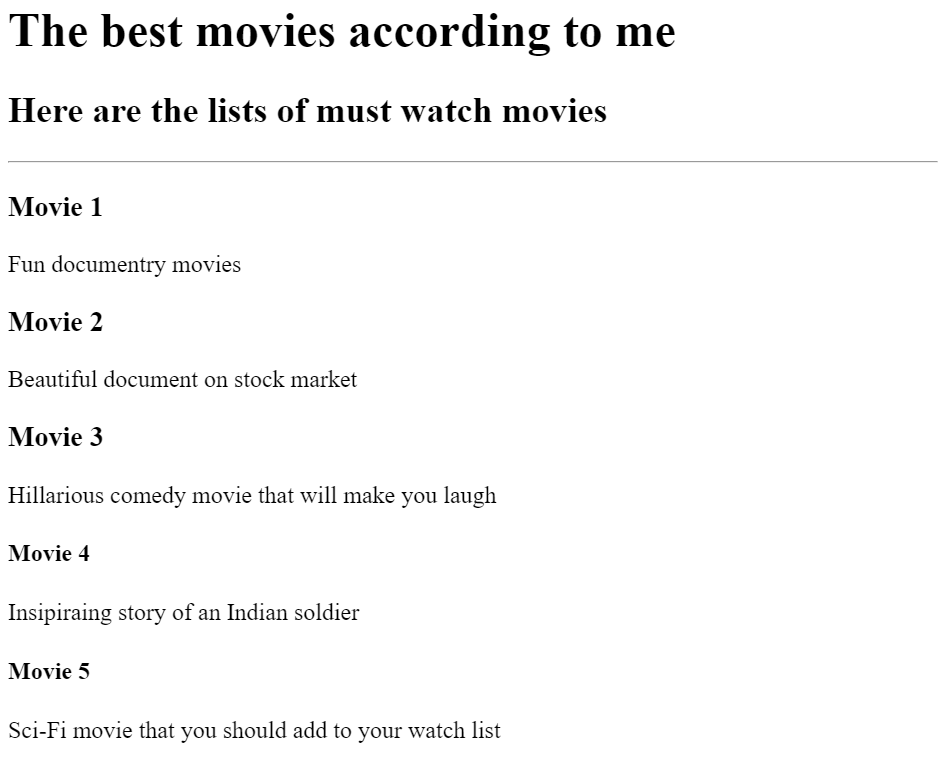 The best movies according to me
Here are the lists of must watch movies
Movie 1
Fun documentry movies
Movie 2
Beautiful document on stock market
Movie 3
Hillarious comedy movie that will make you laugh
Movie 4
Insipiraing story of an Indian soldier
Movie 5
Sci-Fi movie that you should add to your watch list